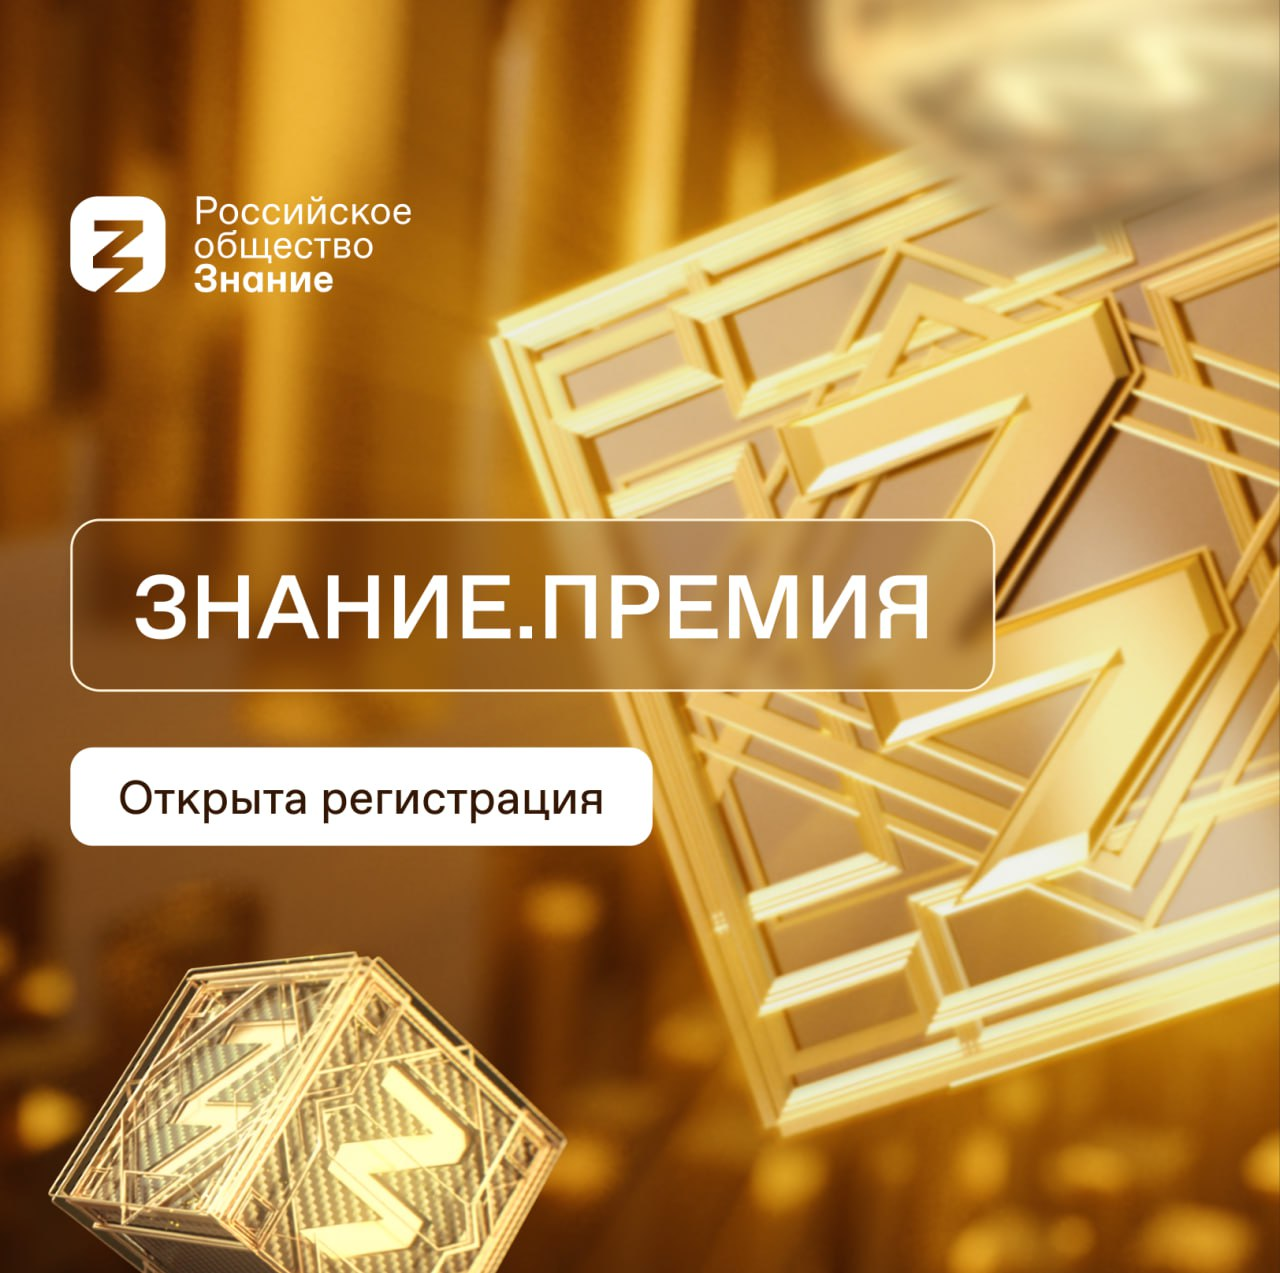 Российское
общество
Знание
ЗНАНИЕ.ПРЕМИЯ
Открыта регистрация